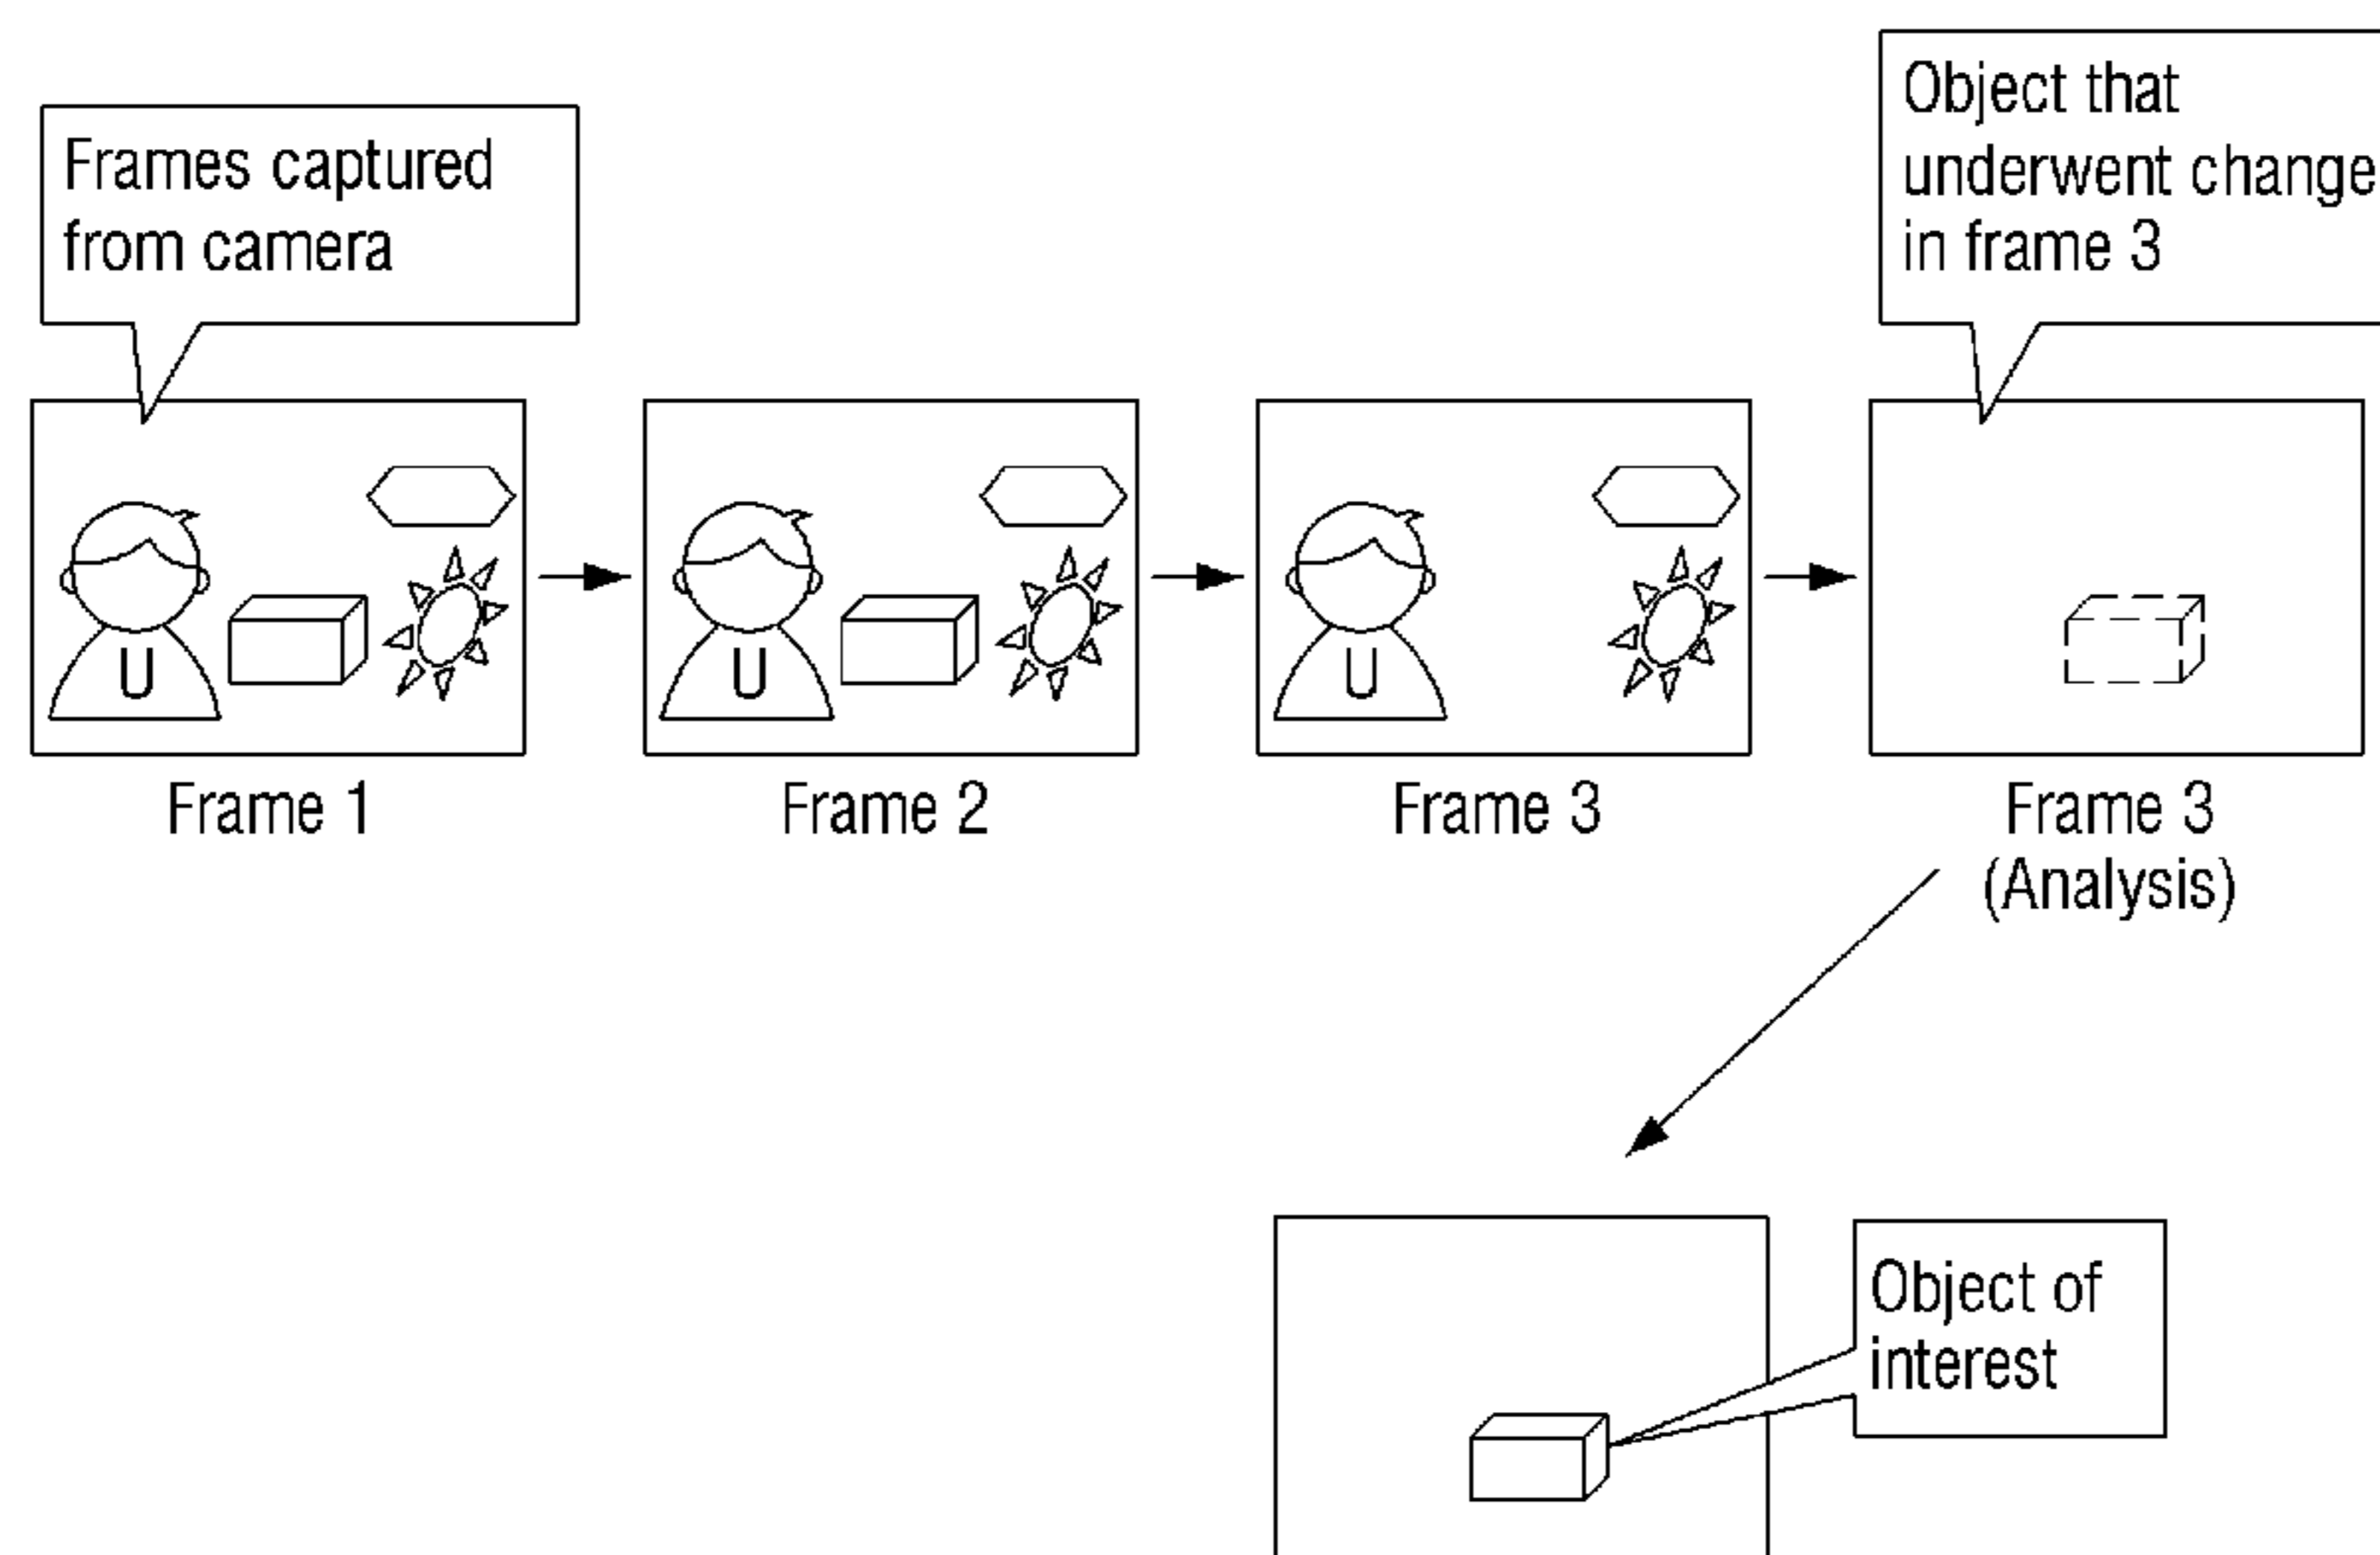 Frames captured
from camera
Object that
underwent change
in frame 3
Frame 1
Frame 2
Frame 3
Frame 3
(Analysis)
Object of
interest